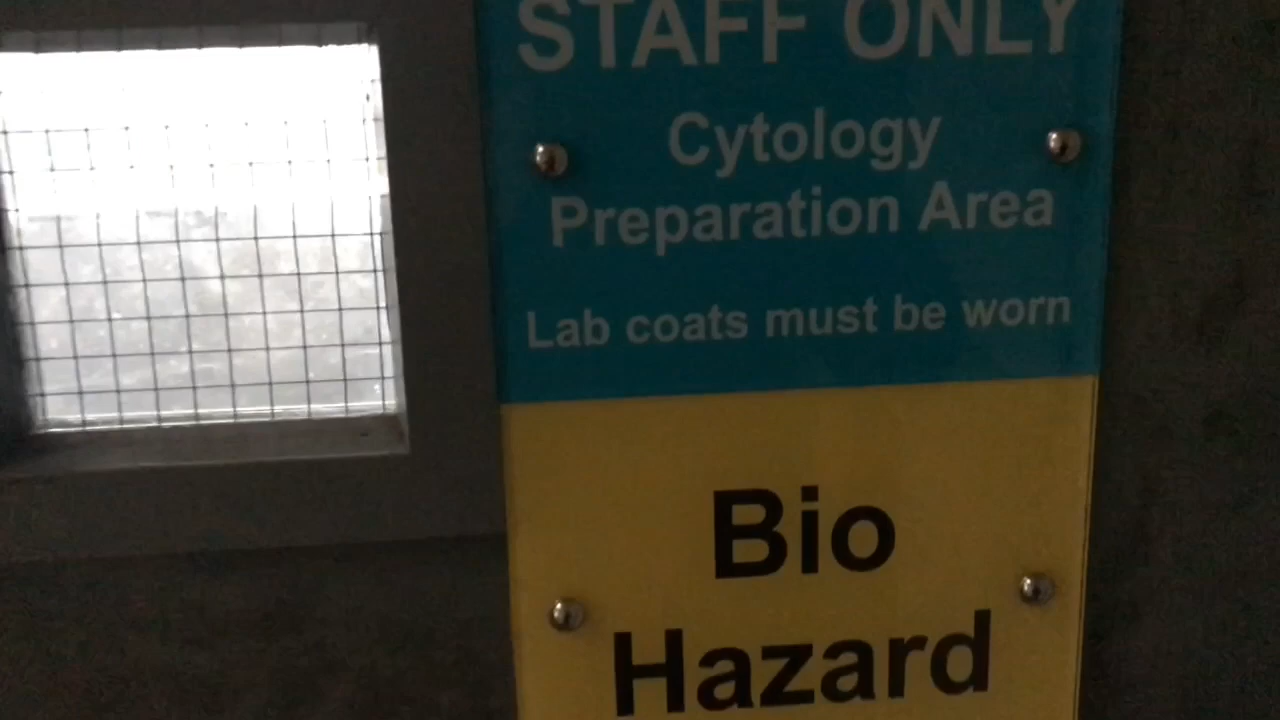 STAFF ONLY
Cytology
Preparation Area
Lab coats must be worn
Bio
Hazard